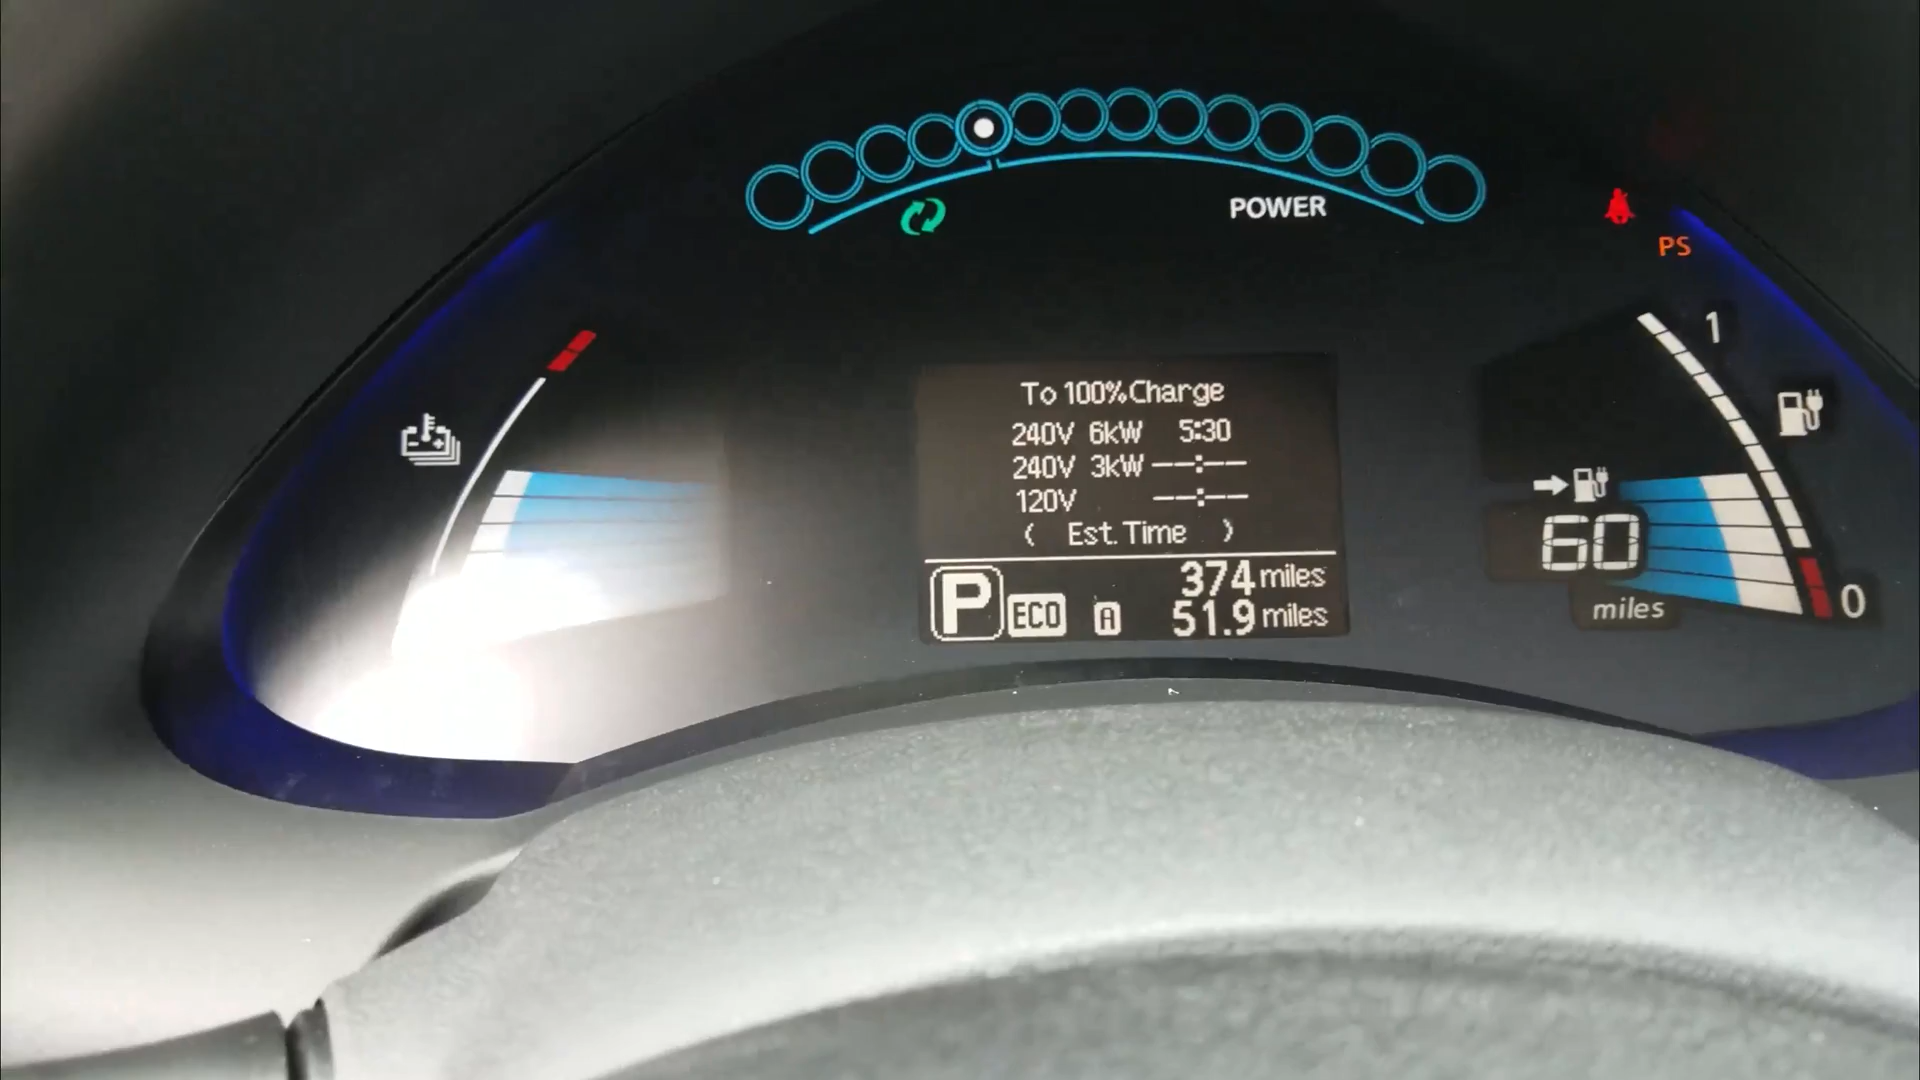 POWER
PS
1
To 100%Charge
240V 6kW 5:30
240V 3kW --:--
120V --:--
( Est. Time )
60
miles
0
P ECO A
374 miles
51.9 miles